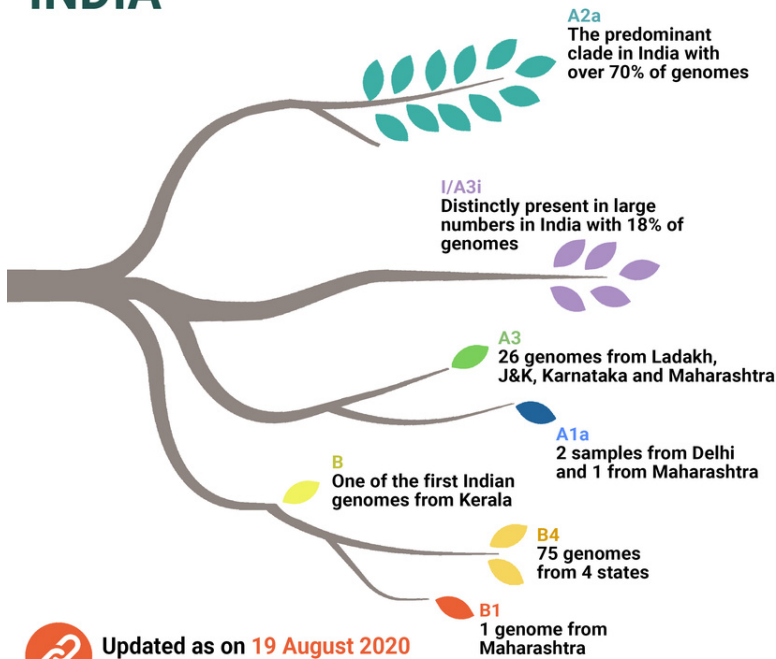 INDIA
A2a
The predominant
clade in India with
over 70% of genomes
I/A3i
Distinctly present in large
numbers in India with 18% of
genomes
A3
26 genomes from Ladakh,
J&K, Karnataka and Maharashtra
A1a
2 samples from Delhi
and 1 from Maharashtra
B
One of the first Indian
genomes from Kerala
B4
75 genomes
from 4 states
B1
1 genome from
Maharashtra
Updated as on 19 August 2020